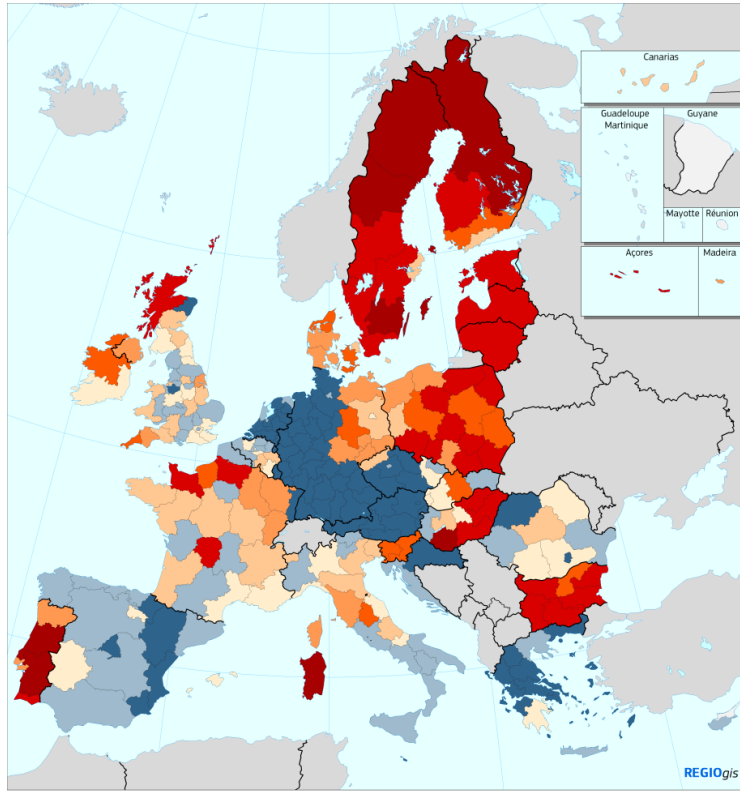 Canarias
Guadeloupe
Martinique
Guyane
Mayotte
Réunion
Açores
Madeira
REGIOgis